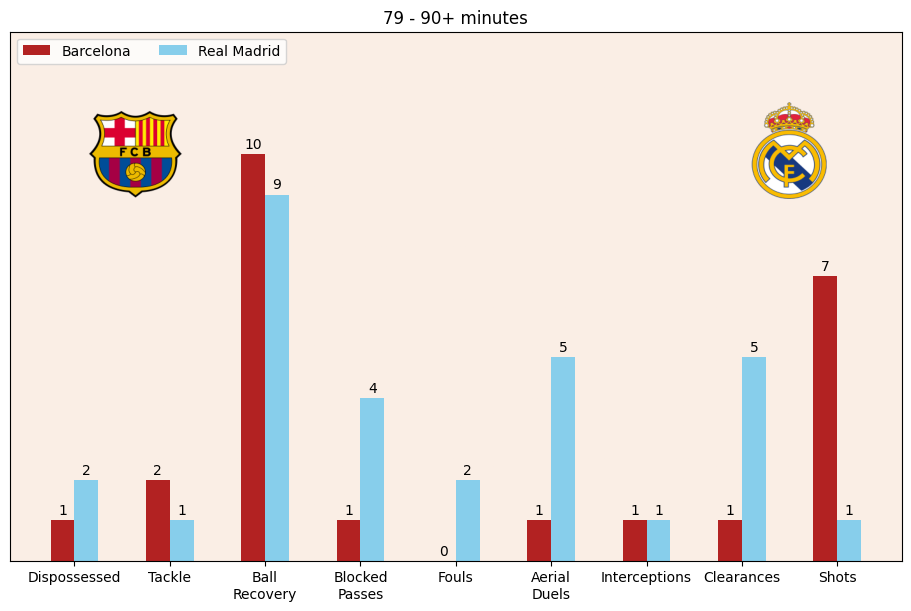 79 - 90+ minutes
Barcelona
Real Madrid
FCB
10
9
7
5
5
4
2
2
2
1
1
1
0
1
1
1
1
1
Dispossessed
Tackle
Ball
Recovery
Blocked
Passes
Fouls
Aerial
Duels
Interceptions
Clearances
Shots